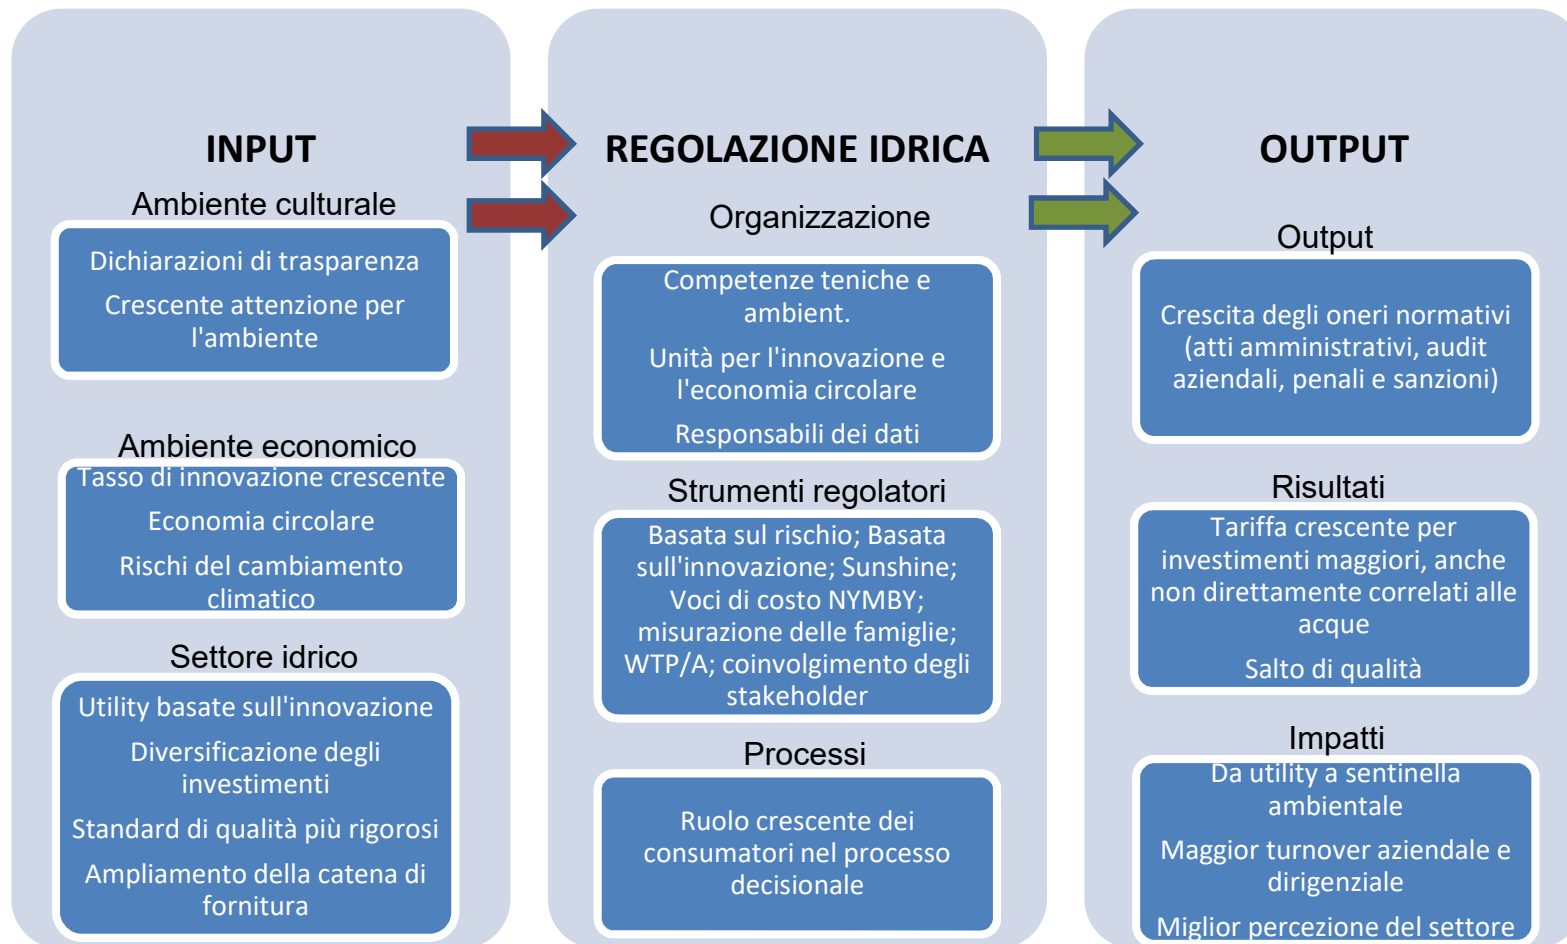 INPUT
Ambiente culturale
Dichiarazioni di trasparenza
Crescente attenzione per
l'ambiente
Ambiente economico
Tasso di innovazione crescente
Economia circolare
Rischi del cambiamento
climatico
Settore idrico
Utility basate sull'innovazione
Diversificazione degli
investimenti
Standard di qualità più rigorosi
Ampliamento della catena di
fornitura
REGOLAZIONE IDRICA
Organizzazione
Competenze teniche e
ambient.
Unità per l'innovazione e
l'economia circolare
Responsabili dei dati
Strumenti regolatori
Basata sul rischio; Basata
sull'innovazione; Sunshine;
Voci di costo NYMBY;
misurazione delle famiglie;
WTP/A; coinvolgimento degli
stakeholder
Processi
Ruolo crescente dei
consumatori nel processo
decisionale
OUTPUT
Output
Crescita degli oneri normativi
(atti amministrativi, audit
aziendali, penali e sanzioni)
Risultati
Tariffa crescente per
investimenti maggiori, anche
non direttamente correlati alle
acque
Salto di qualità
Impatti
Da utility a sentinella
ambientale
Maggior turnover aziendale e
dirigenziale
Miglior percezione del settore